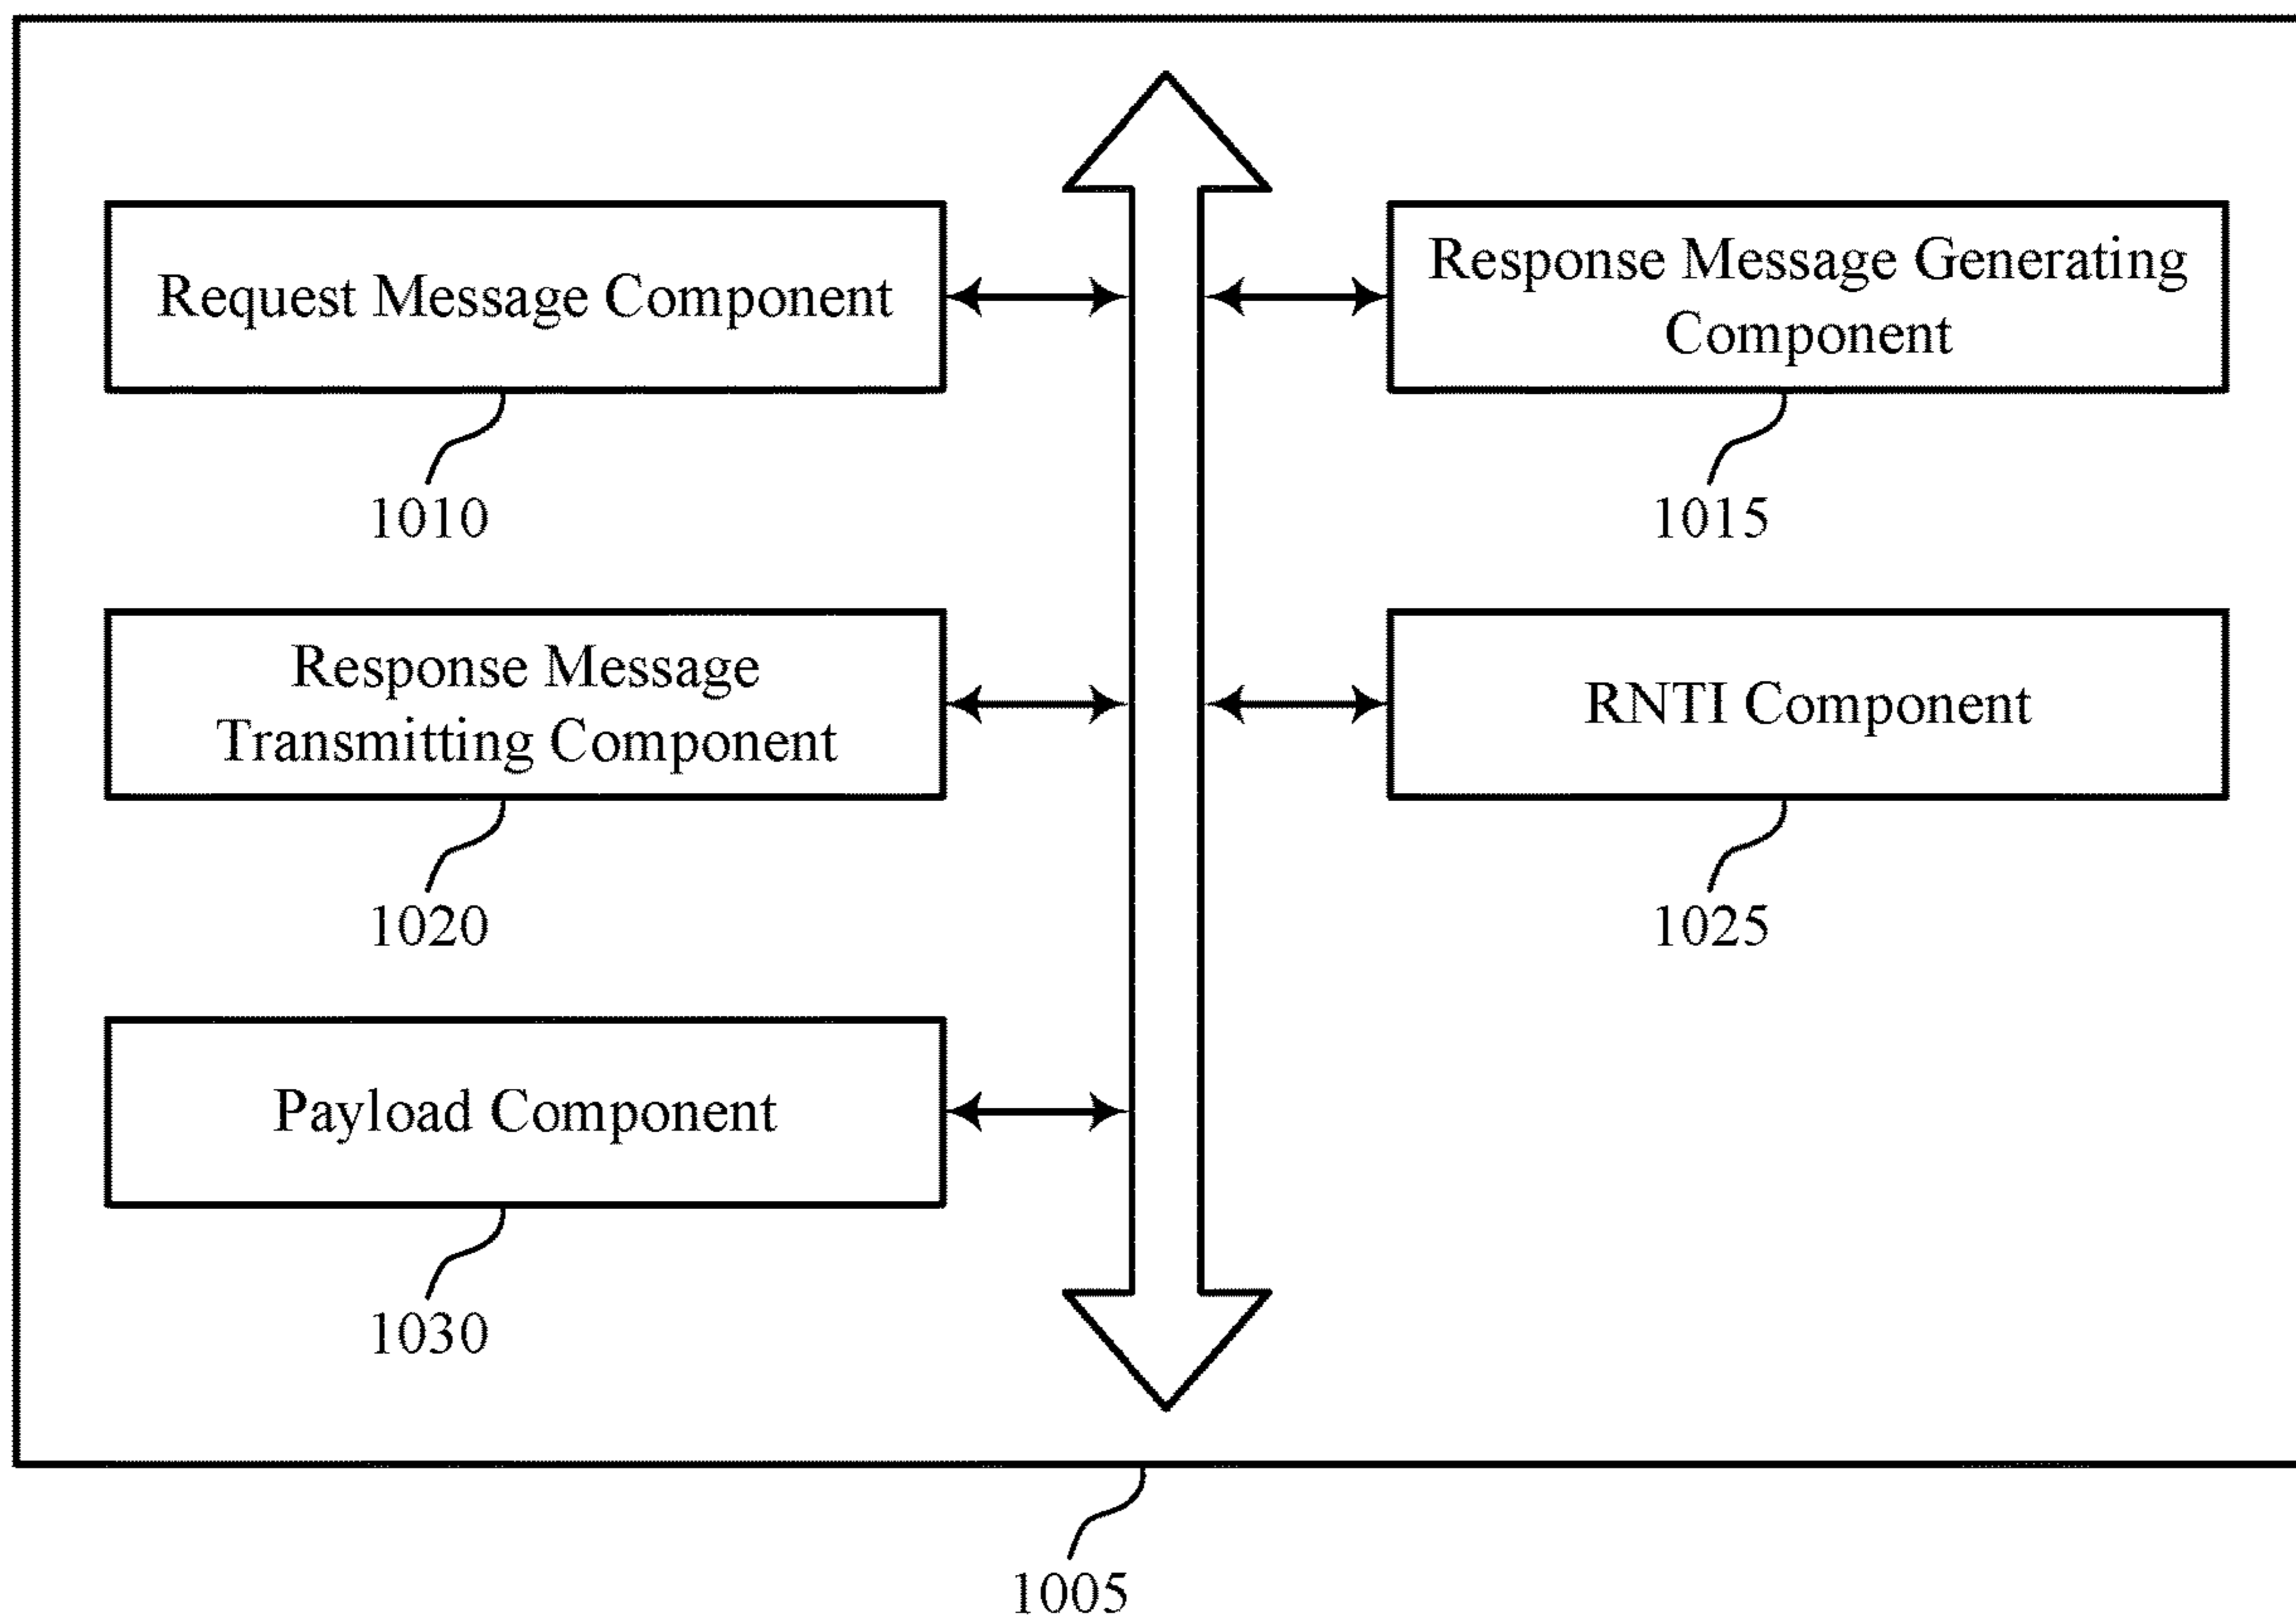 Request Message Component
1010
Response Message Generating
Component
1015
Response Message
Transmitting Component
1020
RNTI Component
1025
Payload Component
1030
1005